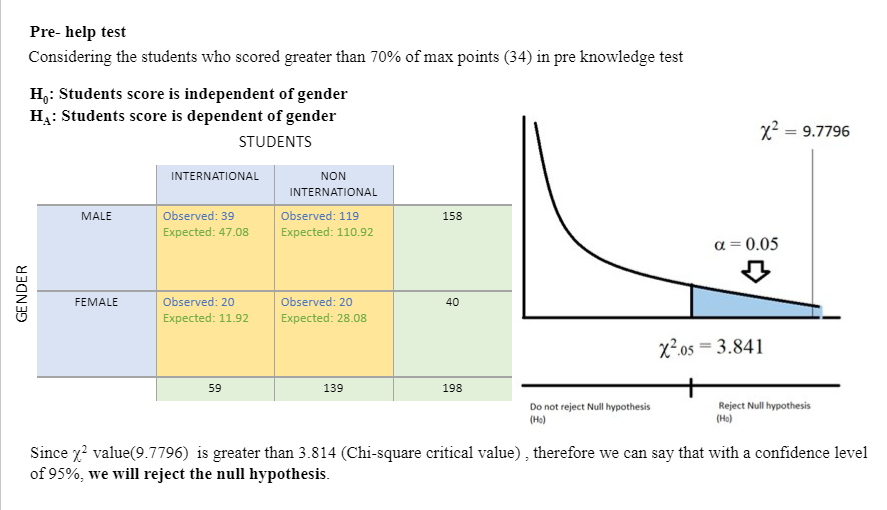 Pre- help test
Considering the students who scored greater than 70% of max points (34) in pre knowledge test
H₀: Students score is independent of gender
H_A: Students score is dependent of gender
STUDENTS
INTERNATIONAL
NON
INTERNATIONAL
GENDER
MALE
Observed: 39
Expected: 47.08
Observed: 119
Expected: 110.92
158
FEMALE
Observed: 20
Expected: 11.92
Observed: 20
Expected: 28.08
40
59
139
198
χ² = 9.7796
α = 0.05
χ².05 = 3.841
Do not reject Null hypothesis
(H₀)
Reject Null hypothesis
(H₀)
Since χ² value(9.7796) is greater than 3.814 (Chi-square critical value) , therefore we can say that with a confidence level
of 95%, we will reject the null hypothesis.